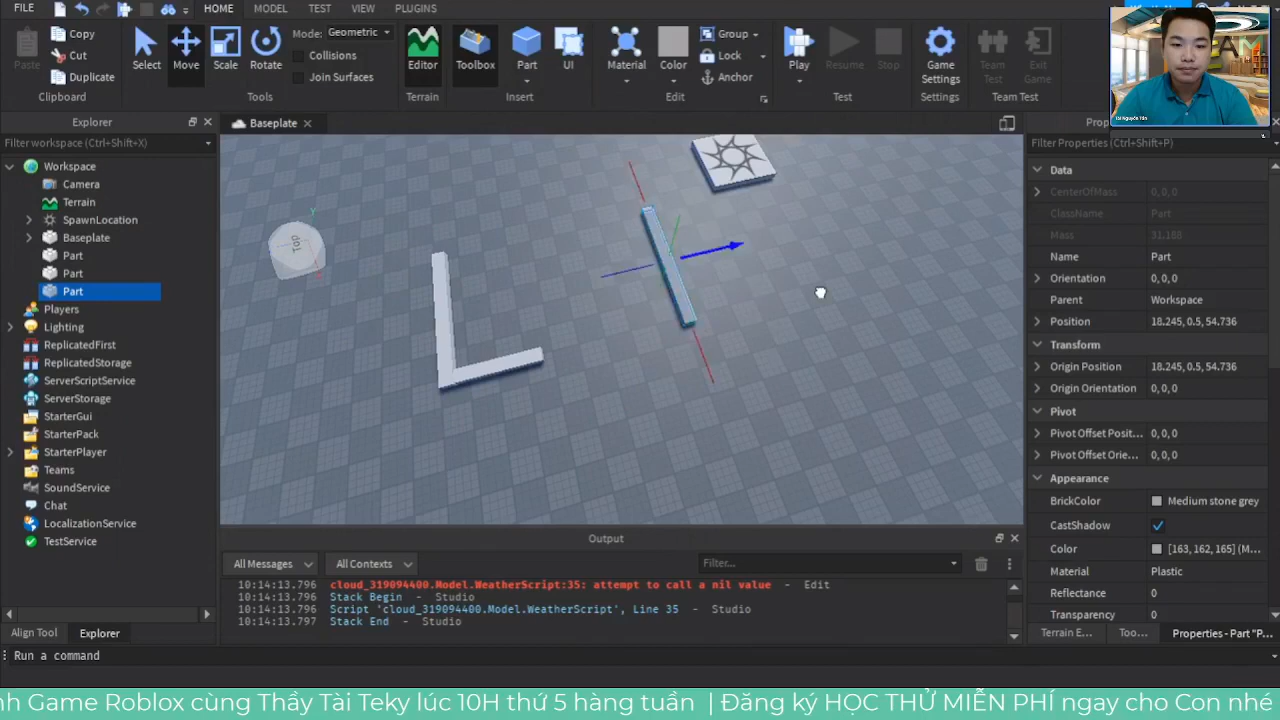 FILE
HOME
MODEL
TEST
VIEW
PLUGINS
Paste
Copy
Cut
Duplicate
Clipboard
Select
Move
Scale
Rotate
Mode: Geometric
Collisions
Join Surfaces
Tools
Editor
Terrain
Toolbox
Part
UI
Insert
Material
Color
Group
Lock
Anchor
Edit
Play
Resume
Stop
Test
Game Settings
Settings
Team Test
Exit Game
Team Test
Explorer
Filter workspace (Ctrl+Shift+X)
Workspace
Camera
Terrain
SpawnLocation
Baseplate
Part
Part
Part
Players
Lighting
ReplicatedFirst
ReplicatedStorage
ServerScriptService
ServerStorage
StarterGui
StarterPack
StarterPlayer
Teams
SoundService
Chat
LocalizationService
TestService
Align Tool
Explorer
Baseplate
Top
Y
Output
All Messages
All Contexts
Filter...
10:14:13.796 cloud_319094400.Model.WeatherScript:35: attempt to call a nil value - Edit
10:14:13.796 Stack Begin - Studio
10:14:13.796 Script 'cloud_319094400.Model.WeatherScript', Line 35 - Studio
10:14:13.797 Stack End - Studio
Filter Properties (Ctrl+Shift+P)
Data
CenterOfMass 0,0,0
ClassName Part
Mass 31.188
Name Part
Orientation 0,0,0
Parent Workspace
Position 18.245, 0.5, 54.736
Transform
Origin Position 18.245, 0.5, 54.736
Origin Orientation 0,0,0
Pivot
Pivot Offset Posit... 0,0,0
Pivot Offset Orie... 0,0,0
Appearance
BrickColor Medium stone grey
CastShadow
Color [163, 162, 165] (M...
Material Plastic
Reflectance 0
Transparency 0
Terrain E...
Too...
Properties - Part "P...
Run a command
nh Game Roblox cùng Thầy Tài Teky lúc 10H thứ 5 hàng tuần | Đăng ký HỌC THỬ MIỄN PHÍ ngay cho Con nhé